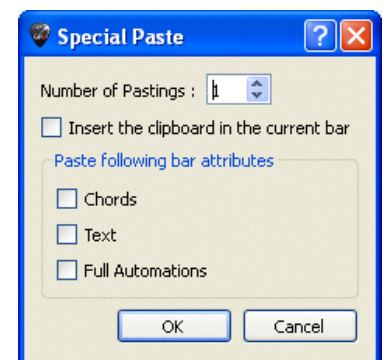 Special Paste
Number of Pastings : 1
Insert the clipboard in the current bar
Paste following bar attributes
Chords
Text
Full Automations
OK Cancel